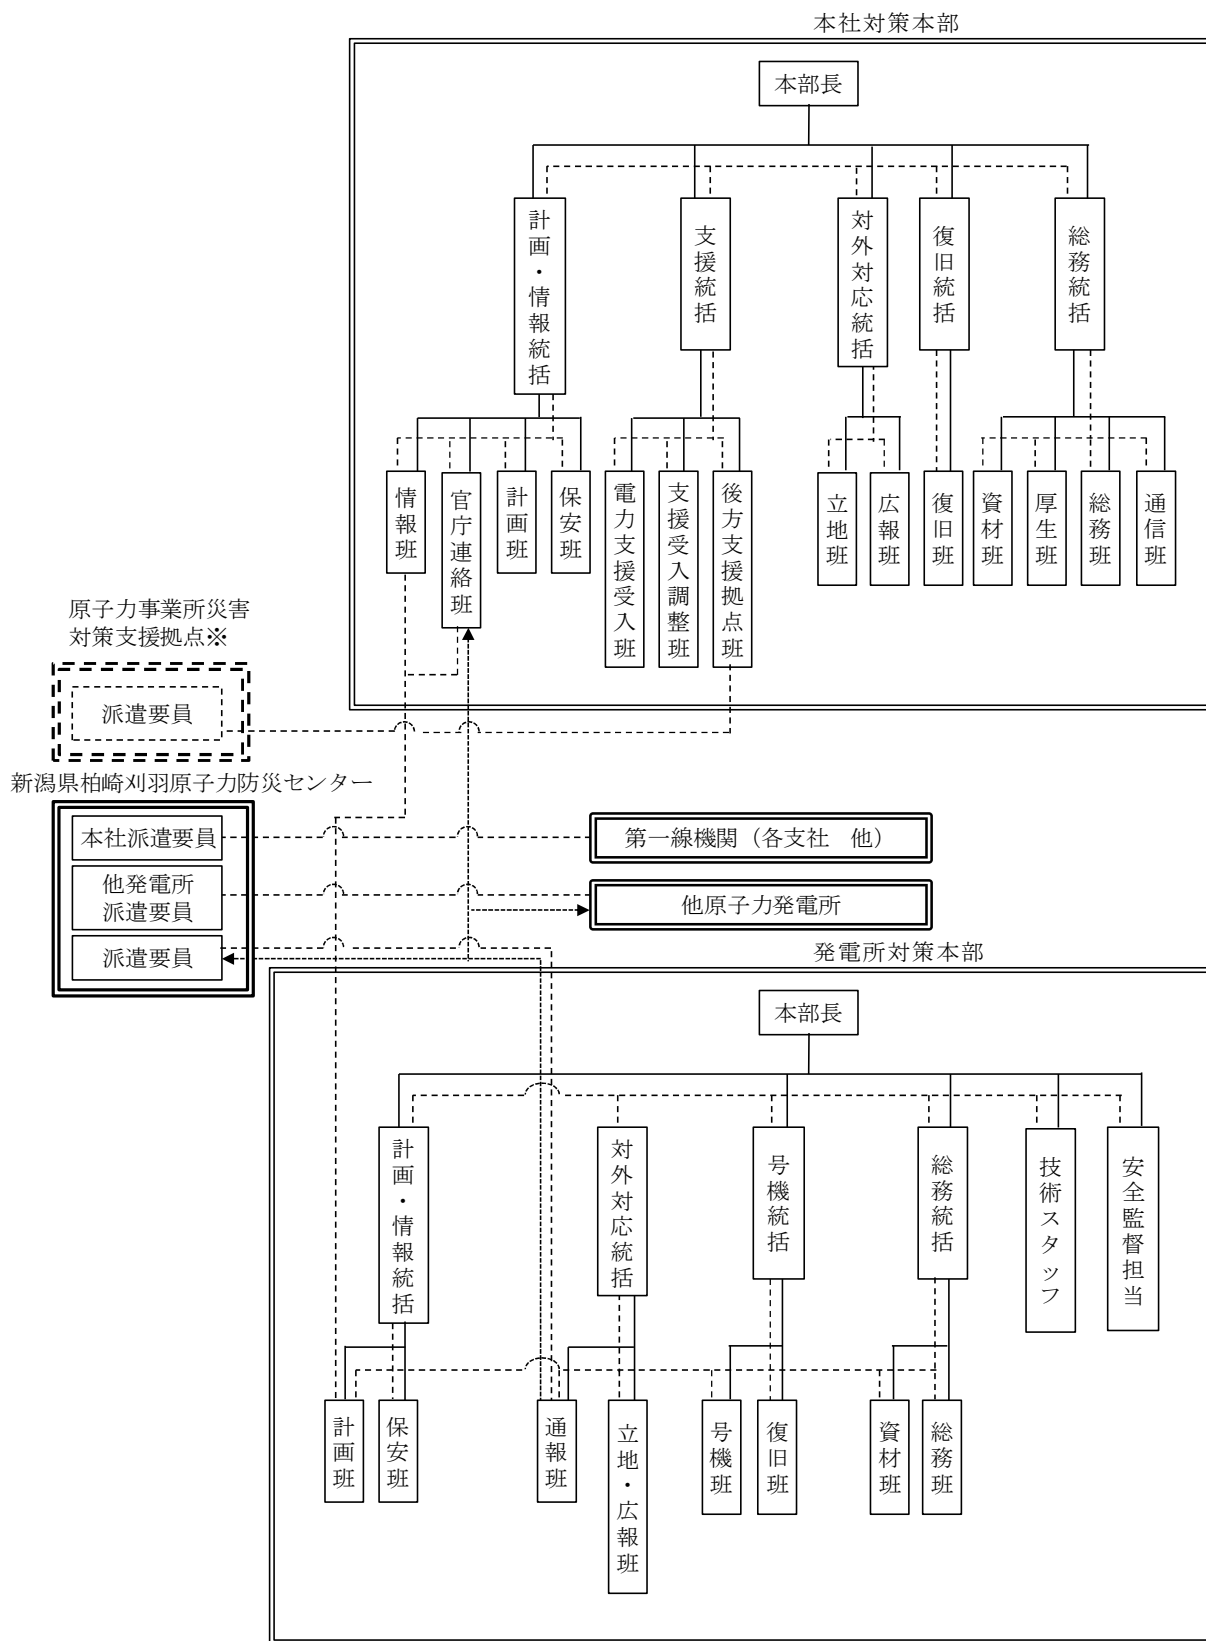 本社対策本部
本部長
計画・情報統括
支援統括
対外対応統括
復旧統括
総務統括
情報班
官庁連絡班
計画班
保安班
電力支援受入班
支援受入調整班
後方支援拠点班
立地班
広報班
復旧班
資材班
厚生班
総務班
通信班
原子力事業所災害
対策支援拠点※
派遣要員
新潟県柏崎刈羽原子力防災センター
本社派遣要員
他発電所
派遣要員
派遣要員
第一線機関（各支社　他）
他原子力発電所
発電所対策本部
本部長
計画・情報統括
対外対応統括
号機統括
総務統括
技術スタッフ
安全監督担当
計画班
保安班
通報班
立地・広報班
号機班
復旧班
資材班
総務班